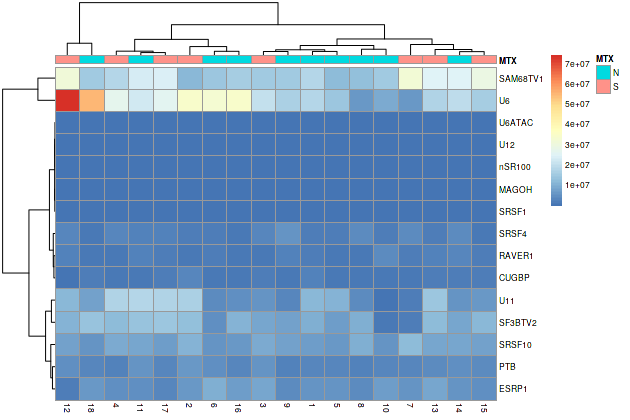 MTX
SAM68TV1
U6
U6ATAC
U12
nSR100
MAGOH
SRSF1
SRSF4
RAVER1
CUGBP
U11
SF3BTV2
SRSF10
PTB
ESRP1
12 18 4 11 17 2 6 16 3 9 1 5 8 10 7 13 14 15
7e+07
6e+07
5e+07
4e+07
3e+07
2e+07
1e+07
MTX
N
S